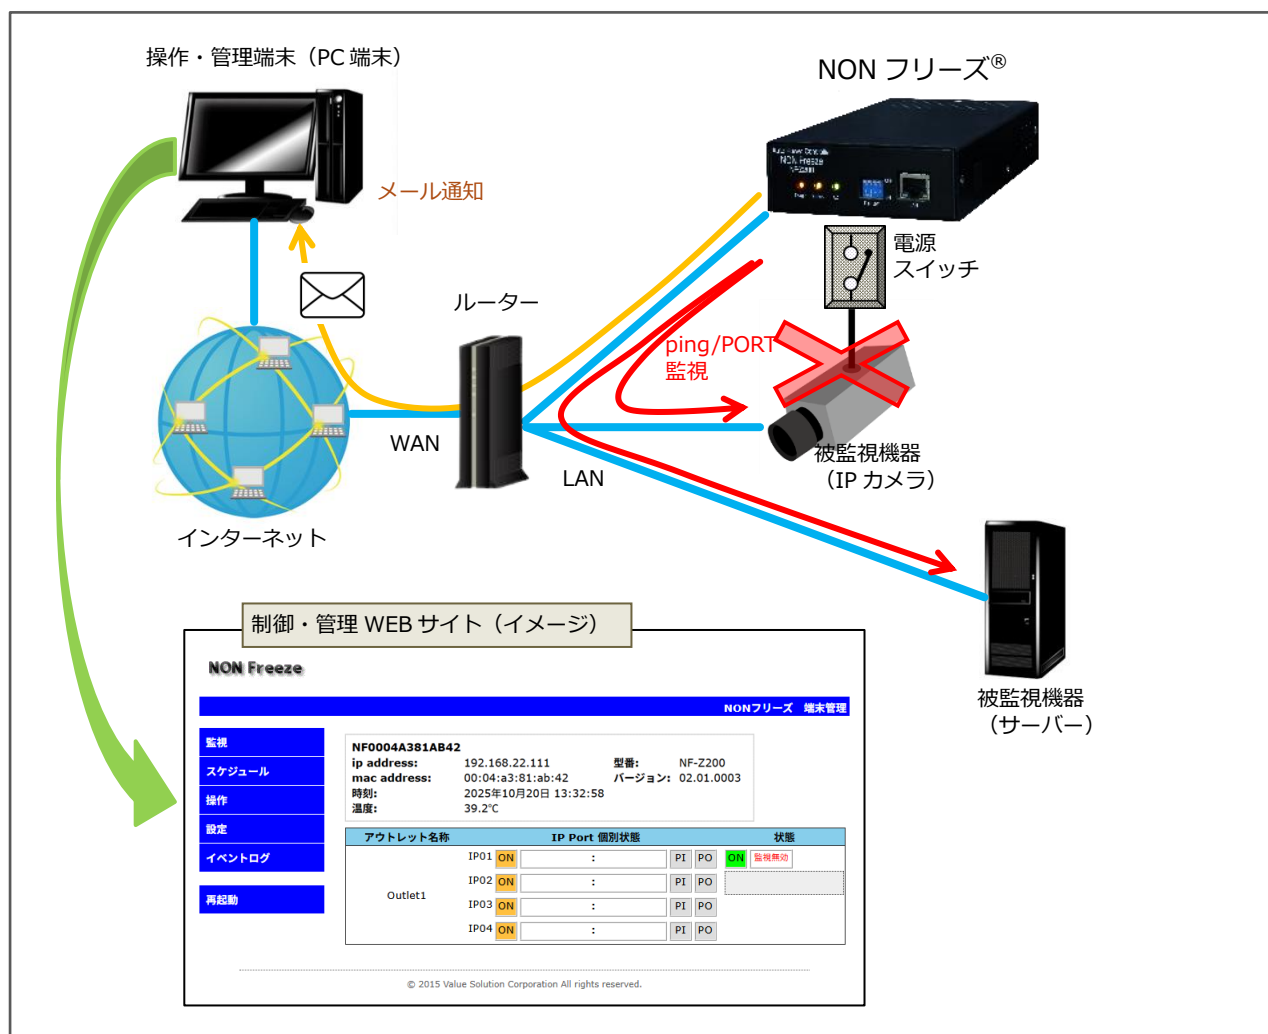 操作・管理端末（PC端末）
NON フリーズ®
メール通知
電源
スイッチ
ルーター
ping/PORT
監視
WAN
LAN
被監視機器
（IP カメラ）
インターネット
被監視機器
（サーバー）
制御・管理 WEB サイト（イメージ）
NON Freeze
NONフリーズ 端末管理
監視
スケジュール
操作
設定
イベントログ
再起動
NF0004A381AB42
ip address: 192.168.22.111 型番: NF-Z200
mac address: 00:04:a3:81:ab:42 バージョン: 02.01.0003
時刻: 2025年10月20日 13:32:58
温度: 39.2℃
アウトレット名称 IP Port 個別状態 状態
Outlet1
IP01 ON : PI PO ON 監視無効
IP02 ON : PI PO
IP03 ON : PI PO
IP04 ON : PI PO
© 2015 Value Solution Corporation All rights reserved.